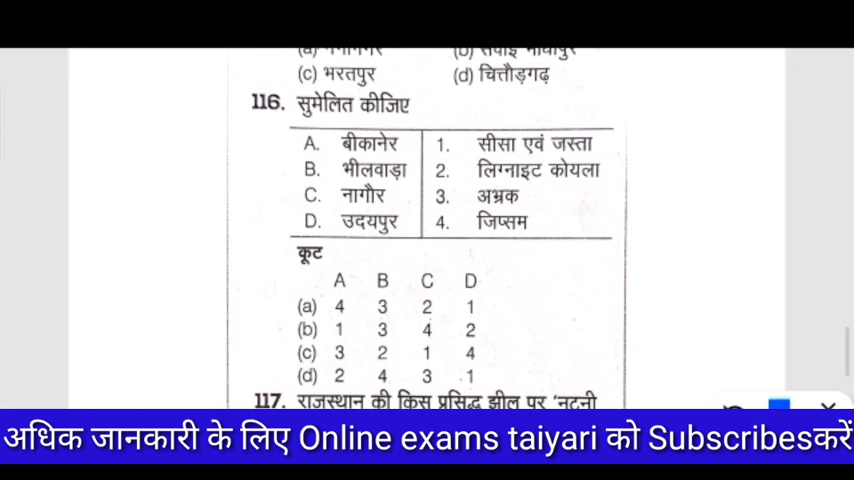 (c) भरतपुर (d) चित्तौड़गढ़
116. सुमेलित कीजिए
A. बीकानेर 1. सीसा एवं जस्ता
B. भीलवाड़ा 2. लिग्नाइट कोयला
C. नागौर 3. अभ्रक
D. उदयपुर 4. जिप्सम
कूट
A B C D
(a) 4 3 2 1
(b) 1 3 4 2
(c) 3 2 1 4
(d) 2 4 3 1
117. राजस्थान की किस प्रसिद्ध झील पर 'नटनी
अधिक जानकारी के लिए Online exams taiyari को Subscribesकरें